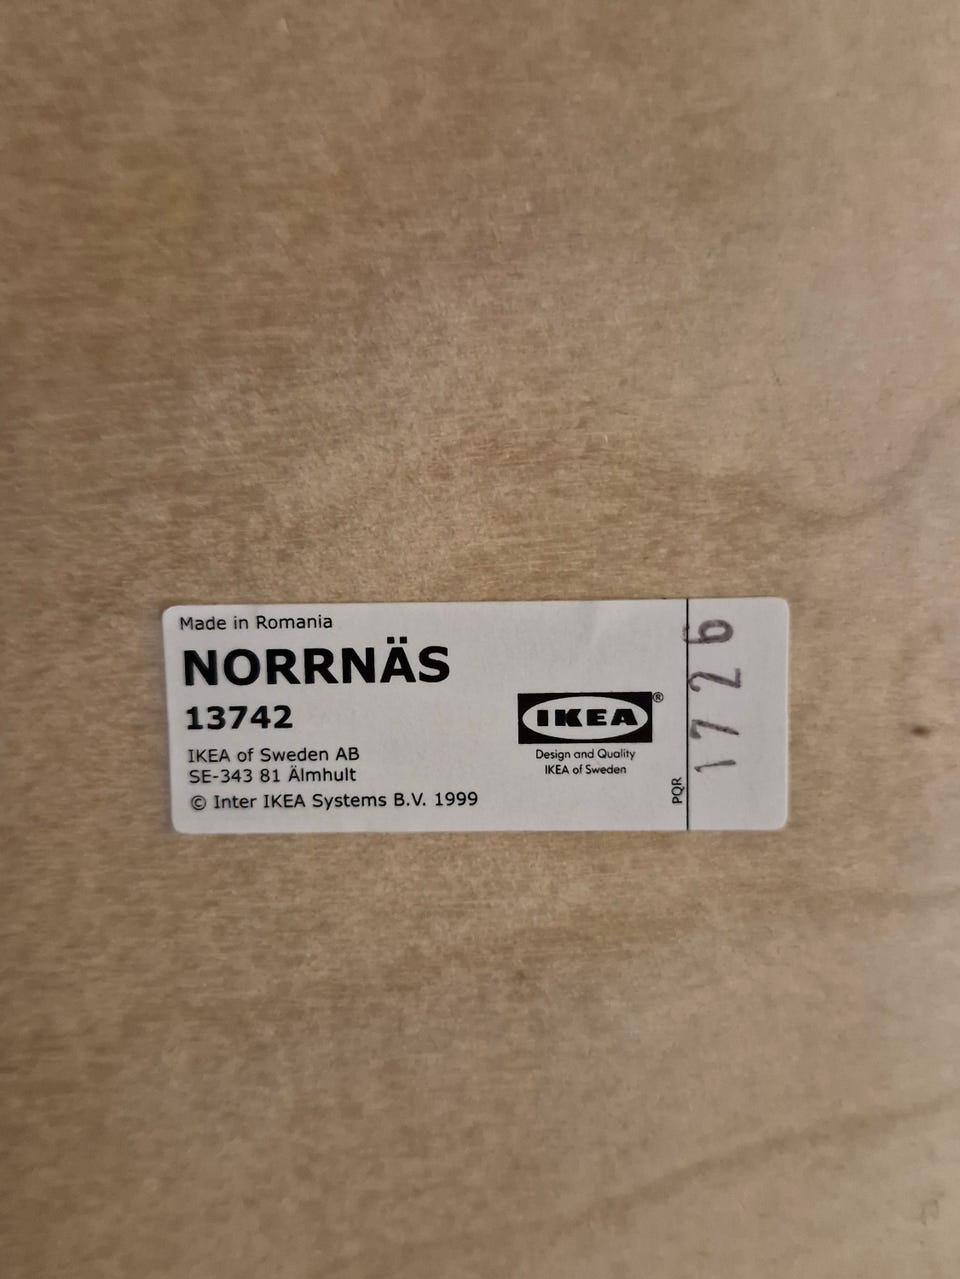 Made in Romania
NORRNÄS
13742
IKEA of Sweden AB
SE-343 81 Älmhult
© Inter IKEA Systems B.V. 1999
IKEA®
Design and Quality
IKEA of Sweden
PQR
1726